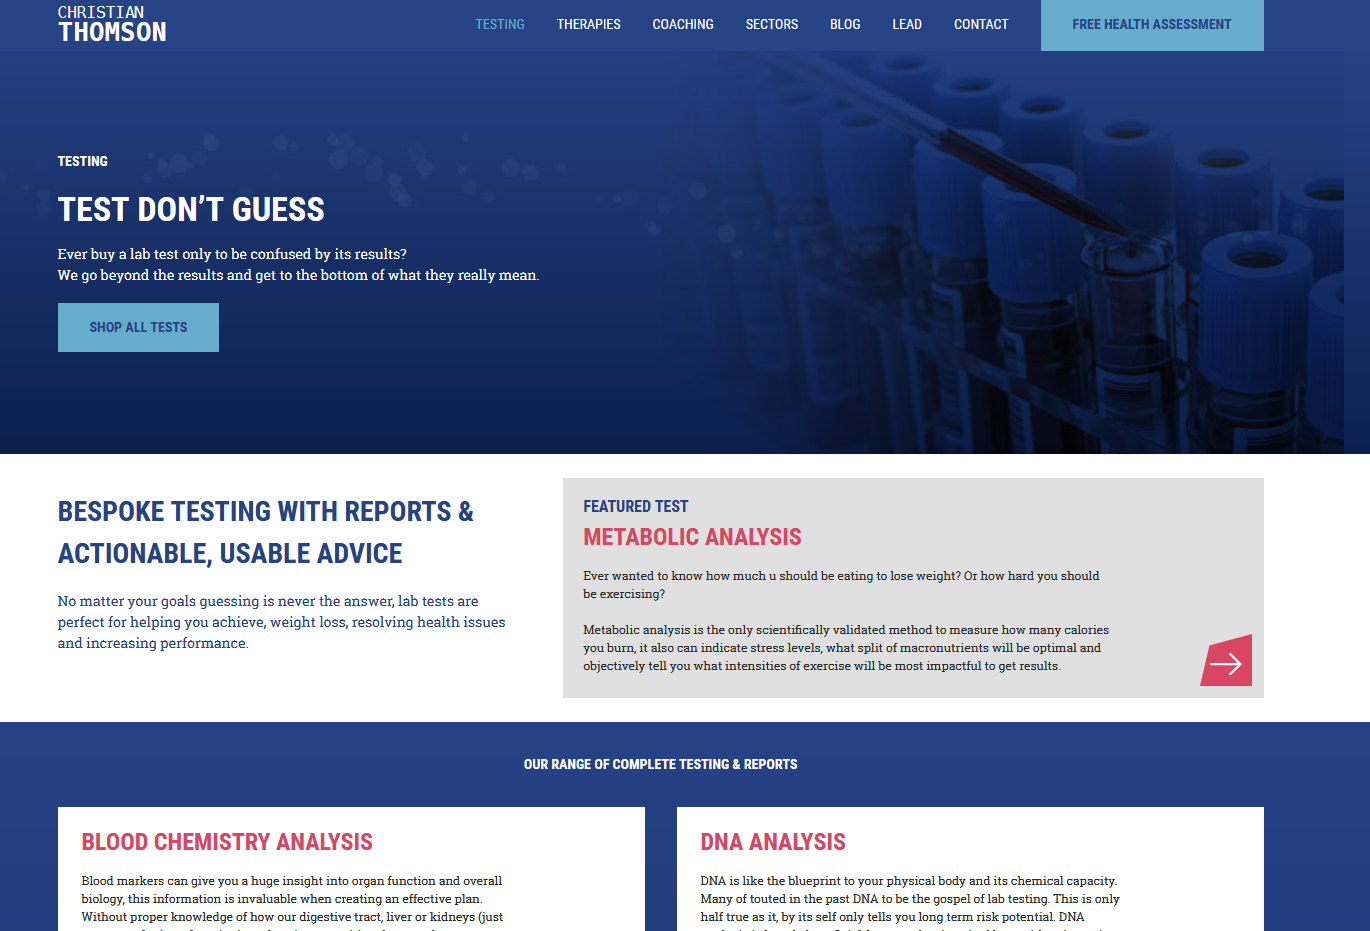 CHRISTIAN
THOMSON
TESTING THERAPIES COACHING SECTORS BLOG LEAD CONTACT FREE HEALTH ASSESSMENT
TESTING
TEST DON’T GUESS
Ever buy a lab test only to be confused by its results?
We go beyond the results and get to the bottom of what they really mean.
SHOP ALL TESTS
BESPOKE TESTING WITH REPORTS &
ACTIONABLE, USABLE ADVICE
No matter your goals guessing is never the answer, lab tests are
perfect for helping you achieve, weight loss, resolving health issues
and increasing performance.
FEATURED TEST
METABOLIC ANALYSIS
Ever wanted to know how much u should be eating to lose weight? Or how hard you should
be exercising?
Metabolic analysis is the only scientifically validated method to measure how many calories
you burn, it also can indicate stress levels, what split of macronutrients will be optimal and
objectively tell you what intensities of exercise will be most impactful to get results.
OUR RANGE OF COMPLETE TESTING & REPORTS
BLOOD CHEMISTRY ANALYSIS
Blood markers can give you a huge insight into organ function and overall
biology, this information is invaluable when creating an effective plan.
Without proper knowledge of how our digestive tract, liver or kidneys (just
DNA ANALYSIS
DNA is like the blueprint to your physical body and its chemical capacity.
Many of touted in the past DNA to be the gospel of lab testing. This is only
half true as it, by its self only tells you long term risk potential. DNA